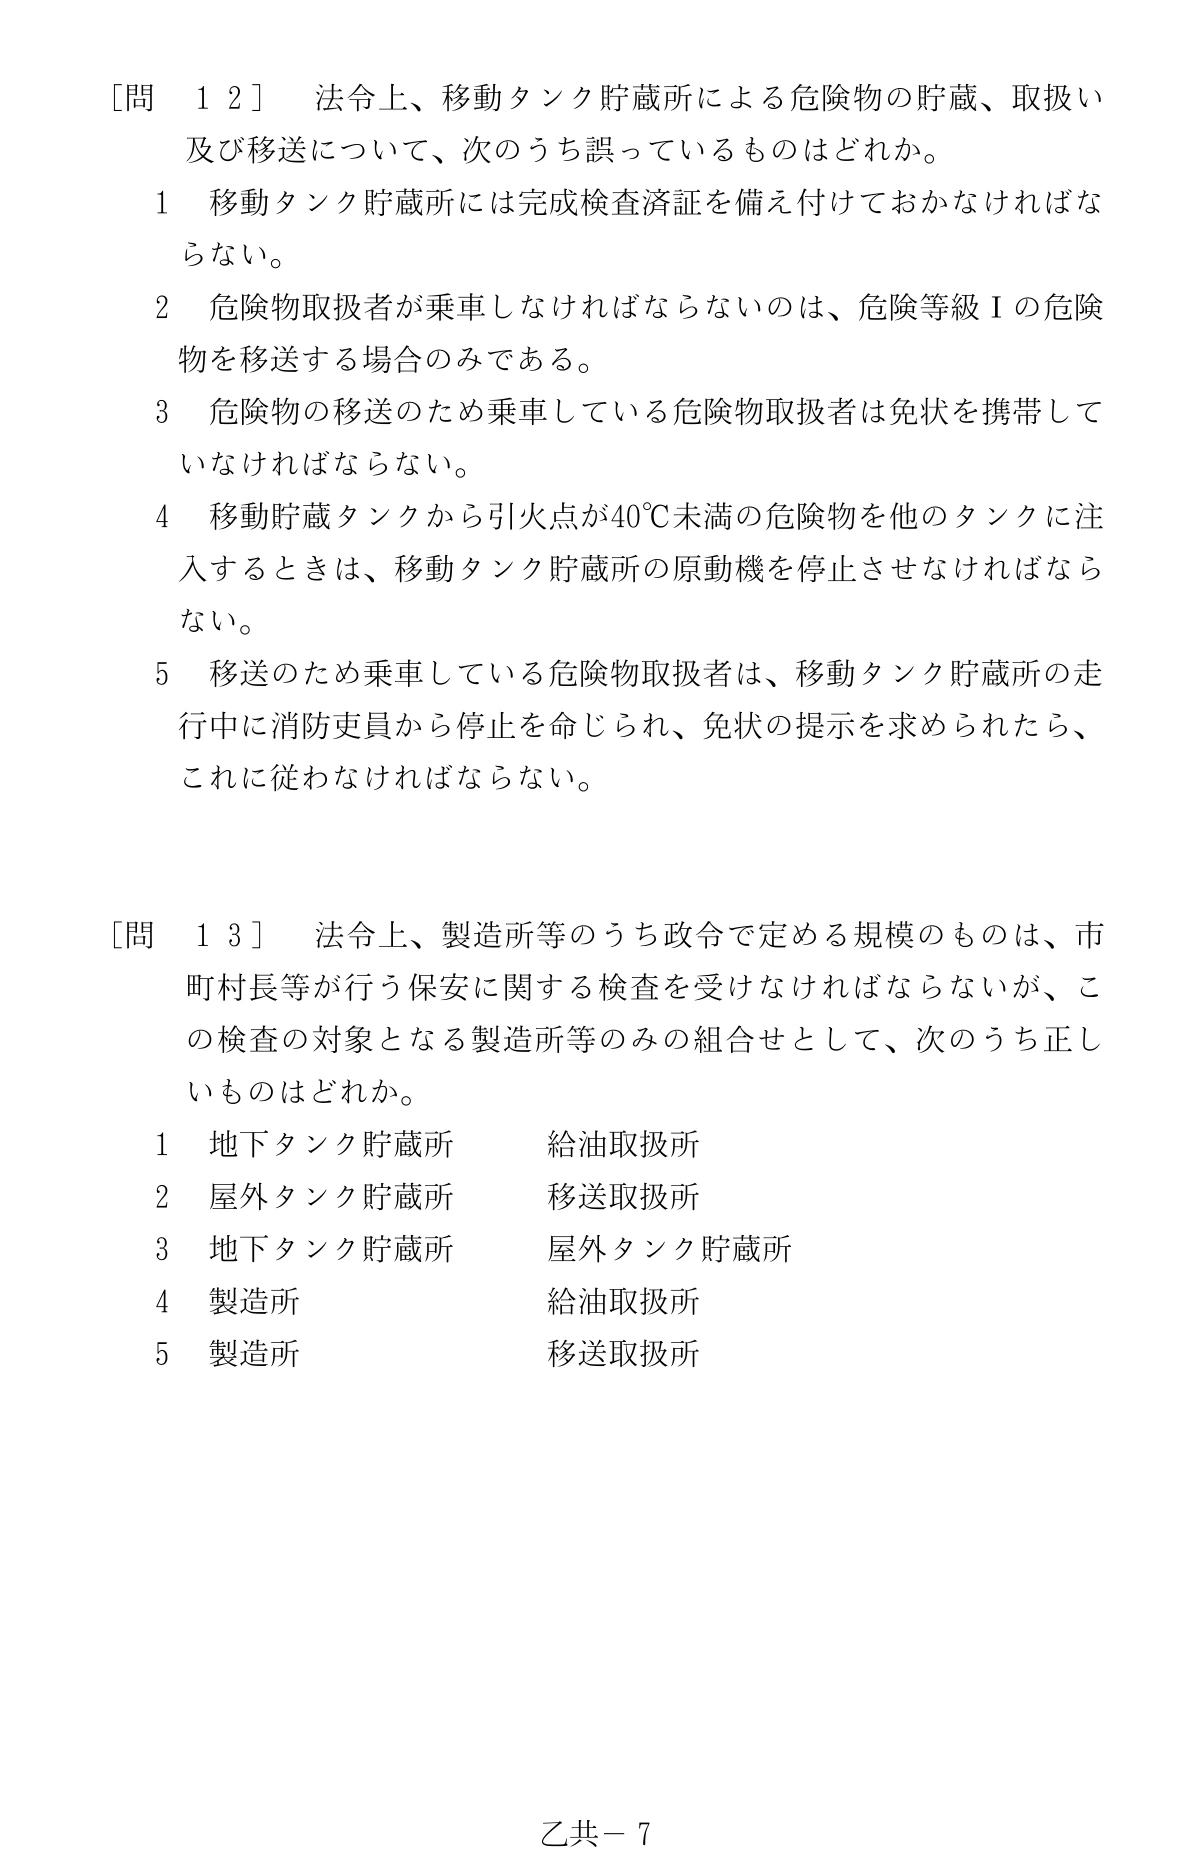 ［問　１２］　法令上、移動タンク貯蔵所による危険物の貯蔵、取扱い
及び移送について、次のうち誤っているものはどれか。
1　移動タンク貯蔵所には完成検査済証を備え付けておかなければな
らない。
2　危険物取扱者が乗車しなければならないのは、危険等級Ⅰの危険
物を移送する場合のみである。
3　危険物の移送のため乗車している危険物取扱者は免状を携帯して
いなければならない。
4　移動貯蔵タンクから引火点が40℃未満の危険物を他のタンクに注
入するときは、移動タンク貯蔵所の原動機を停止させなければなら
ない。
5　移送のため乗車している危険物取扱者は、移動タンク貯蔵所の走
行中に消防吏員から停止を命じられ、免状の提示を求められたら、
これに従わなければならない。
［問　１３］　法令上、製造所等のうち政令で定める規模のものは、市
町村長等が行う保安に関する検査を受けなければならないが、こ
の検査の対象となる製造所等のみの組合せとして、次のうち正し
いものはどれか。
1　地下タンク貯蔵所　　　給油取扱所
2　屋外タンク貯蔵所　　　移送取扱所
3　地下タンク貯蔵所　　　屋外タンク貯蔵所
4　製造所　　　　　　　　給油取扱所
5　製造所　　　　　　　　移送取扱所
乙共－ 7